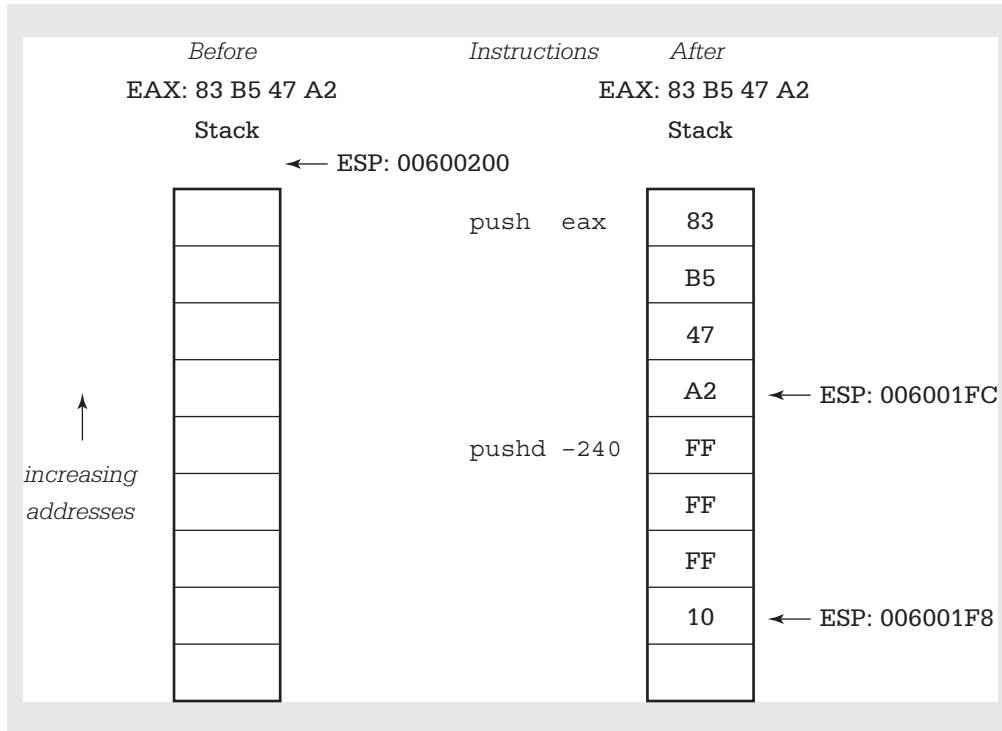 Before Instructions After
EAX: 83 B5 47 A2 EAX: 83 B5 47 A2
Stack Stack
ESP: 00600200
push eax 83
B5
47
A2 ESP: 006001FC
pushd -240 FF
increasing
addresses
FF
FF
10 ESP: 006001F8